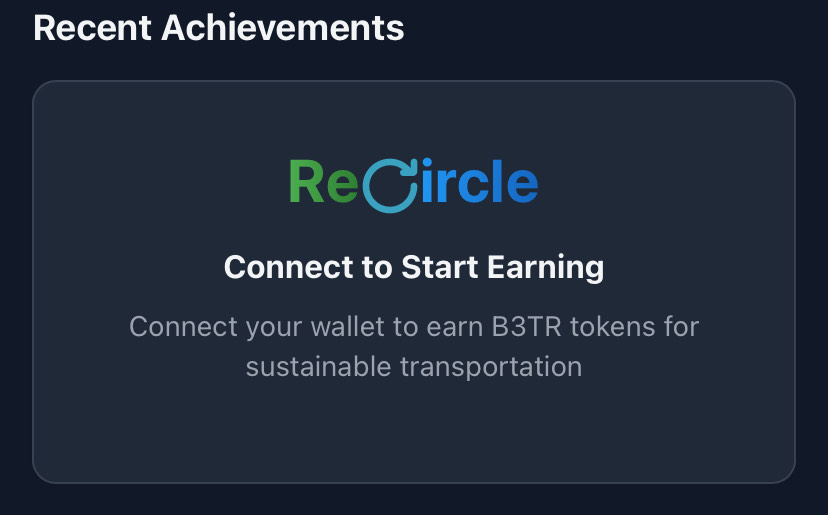 Recent Achievements
ReCircle
Connect to Start Earning
Connect your wallet to earn B3TR tokens for
sustainable transportation